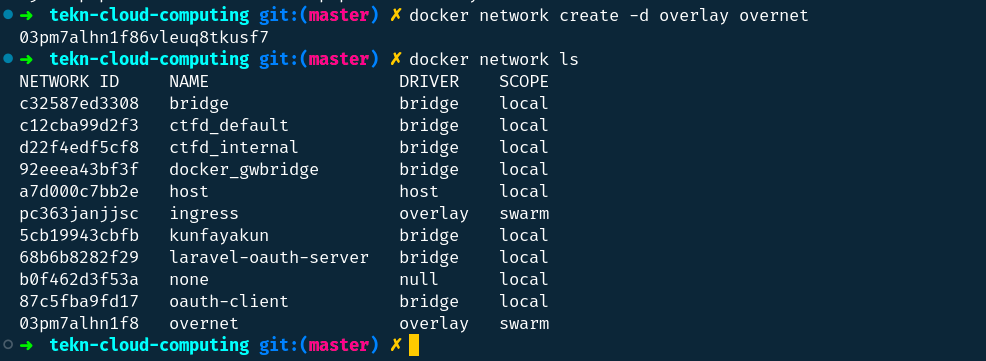 ➜ tekn-cloud-computing git:(master) ✗ docker network create -d overlay overnet
03pm7alhn1f86vleuq8tkusf7
➜ tekn-cloud-computing git:(master) ✗ docker network ls
NETWORK ID     NAME                   DRIVER    SCOPE
c32587ed3308   bridge                 bridge    local
c12cba99d2f3   ctfd_default           bridge    local
d22f4edf5cf8   ctfd_internal          bridge    local
92eeea43bf3f   docker_gwbridge        bridge    local
a7d000c7bb2e   host                   host      local
pc363janjjsc   ingress                overlay   swarm
5cb19943cbfb   kunfayakun             bridge    local
68b6b8282f29   laravel-oauth-server   bridge    local
b0f462d3f53a   none                   null      local
87c5fba9fd17   oauth-client           bridge    local
03pm7alhn1f8   overnet                overlay   swarm
➜ tekn-cloud-computing git:(master) ✗